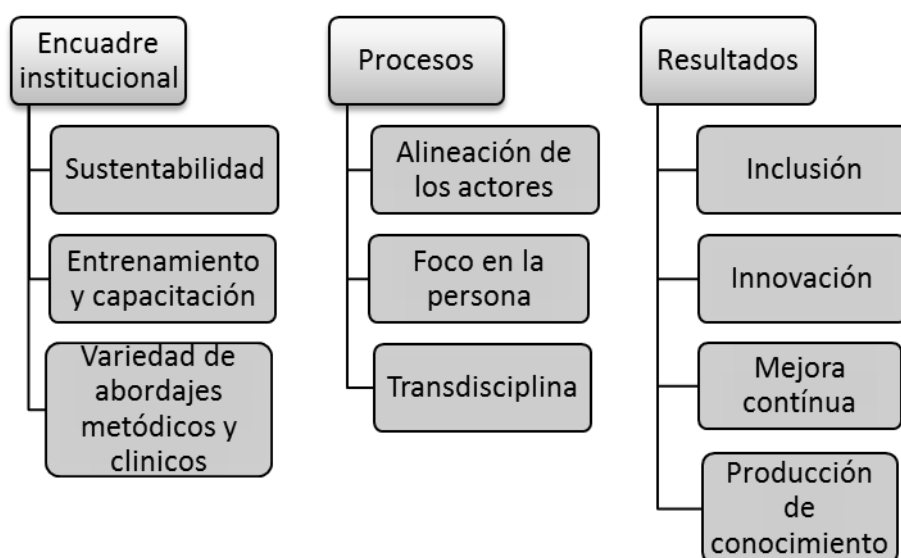 Encuadre
institucional
Sustentabilidad
Entrenamiento
y capacitación
Variedad de
abordajes
metódicos y
clinicos
Procesos
Alineación de
los actores
Foco en la
persona
Transdisciplina
Resultados
Inclusión
Innovación
Mejora
contínua
Producción
de
conocimiento